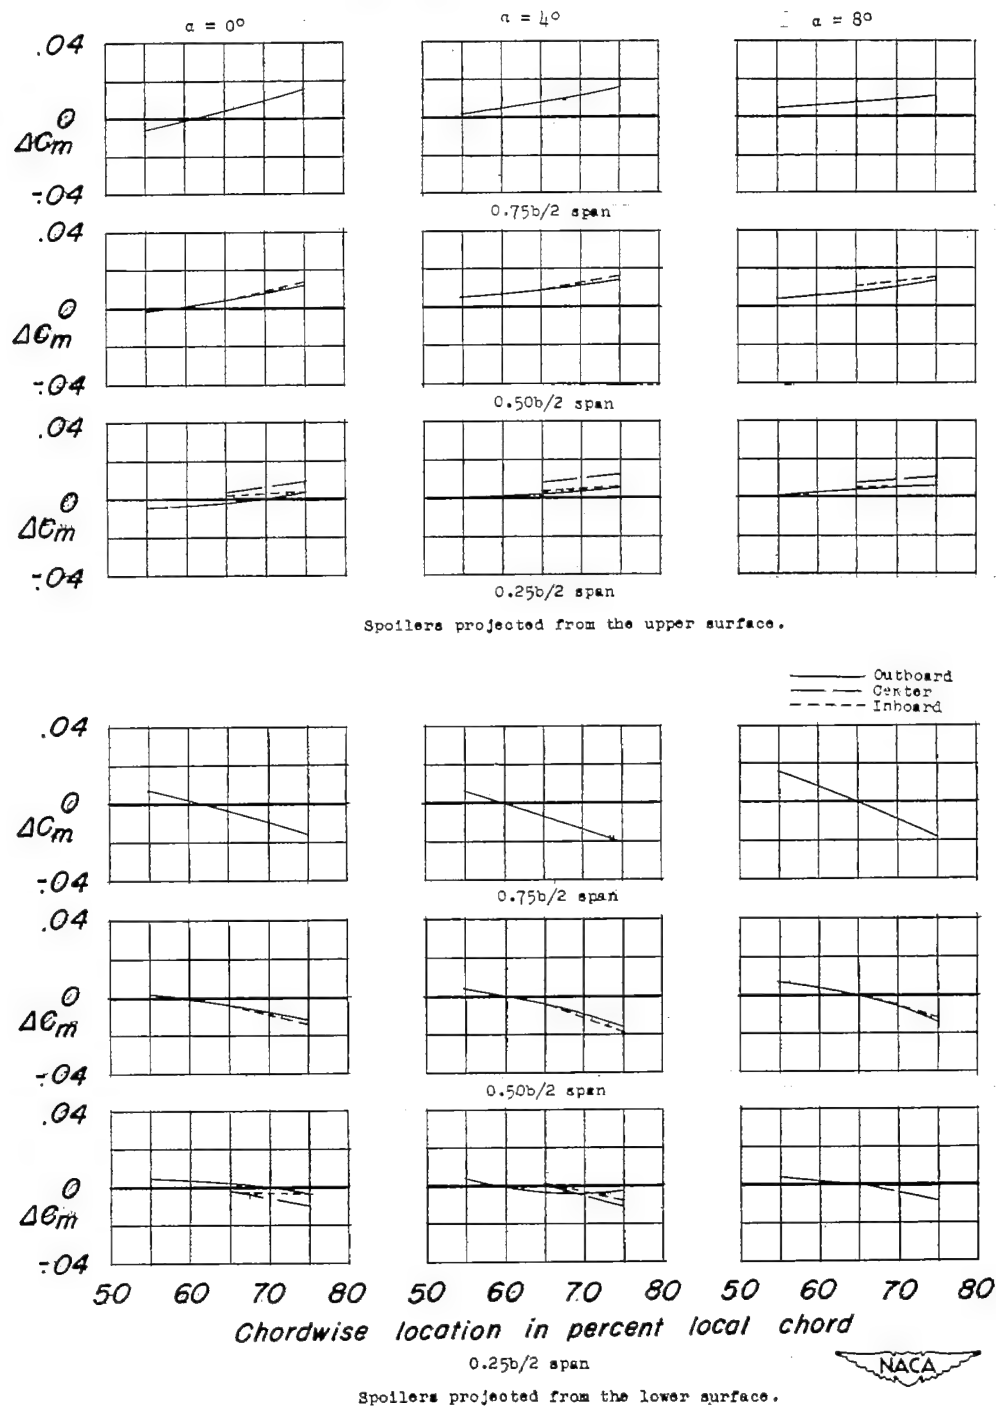 α = 0°
α = 4°
α = 8°
.04
0
ΔCm
-.04
0.75b/2 span
.04
0
ΔCm
-.04
0.50b/2 span
.04
0
ΔCm
-.04
0.25b/2 span
Spoilers projected from the upper surface.
Outboard
Center
Inboard
.04
0
ΔCm
-.04
0.75b/2 span
.04
0
ΔCm
-.04
0.50b/2 span
.04
0
ΔCm
-.04
50 60 70 80 50 60 70 80 50 60 70 80
Chordwise location in percent local chord
0.25b/2 span
NACA
Spoilers projected from the lower surface.